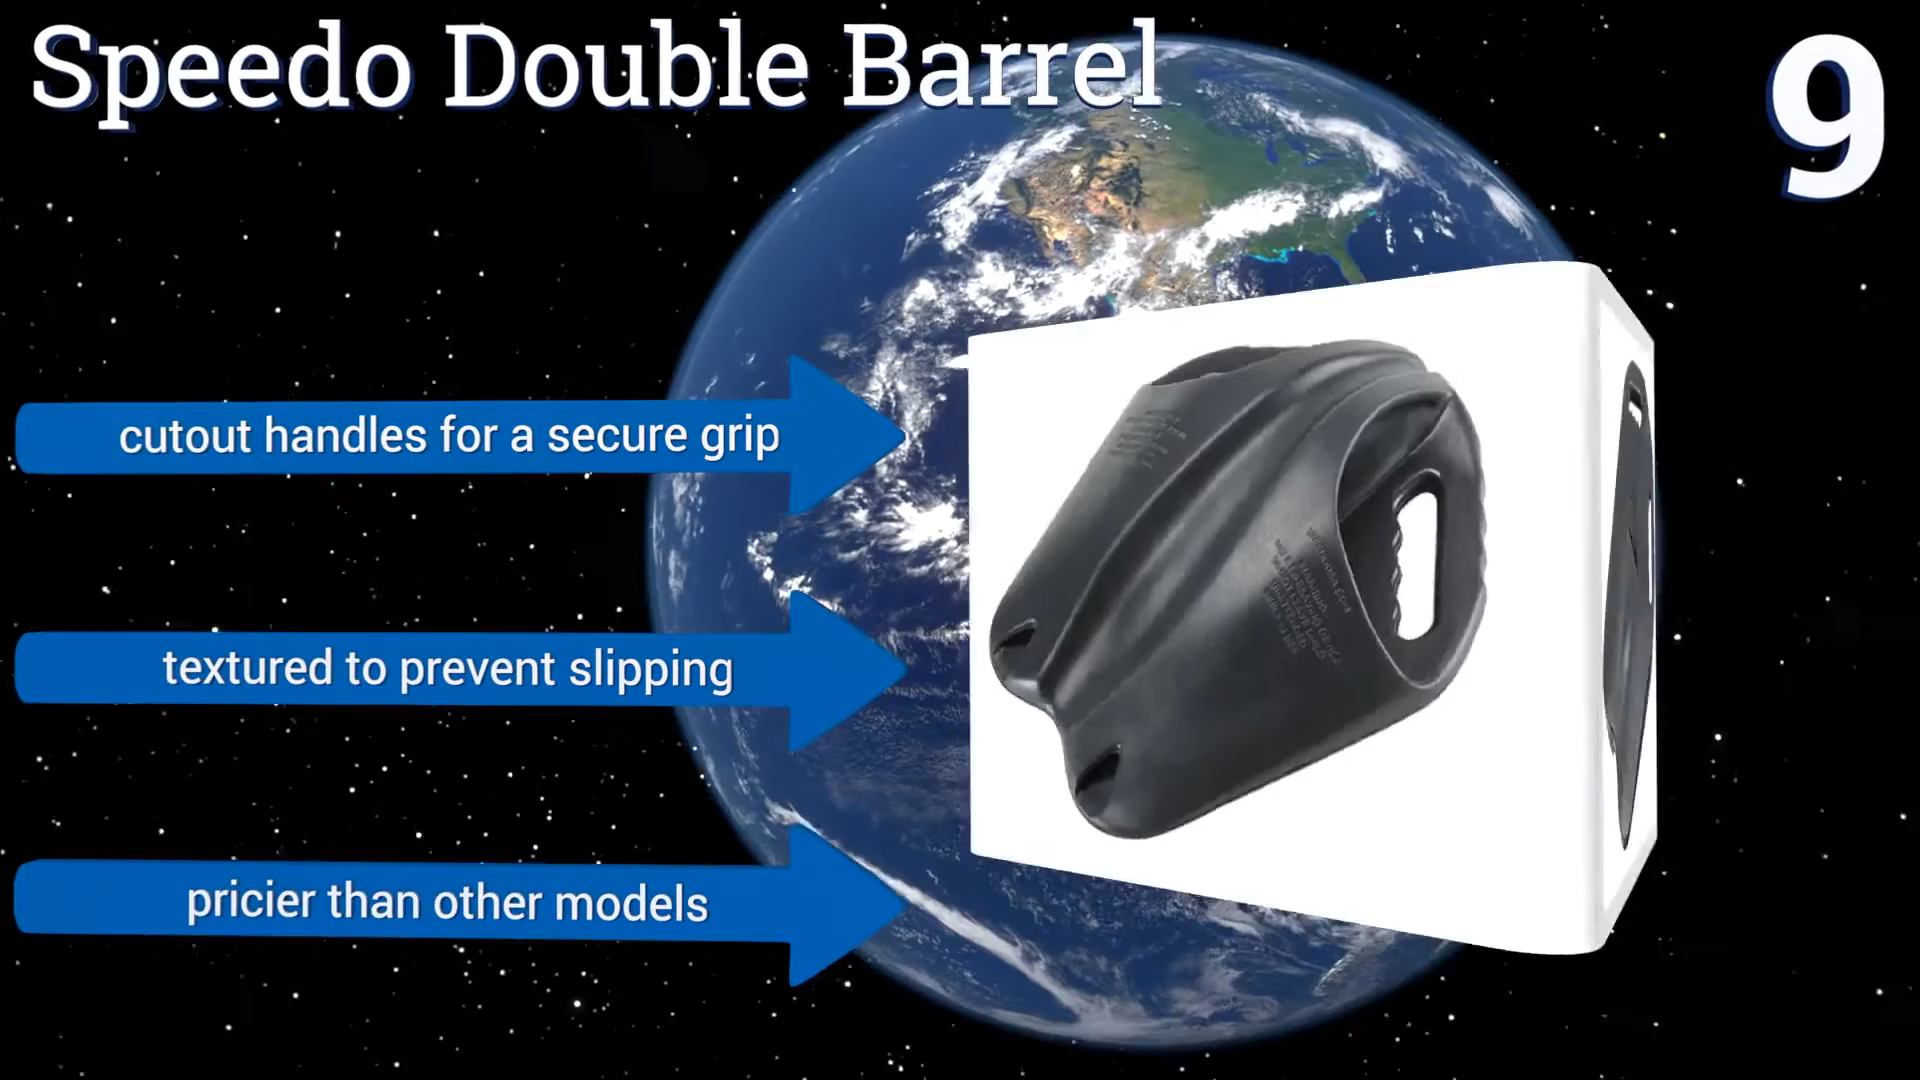 Speedo Double Barrel
9
cutout handles for a secure grip
textured to prevent slipping
pricier than other models